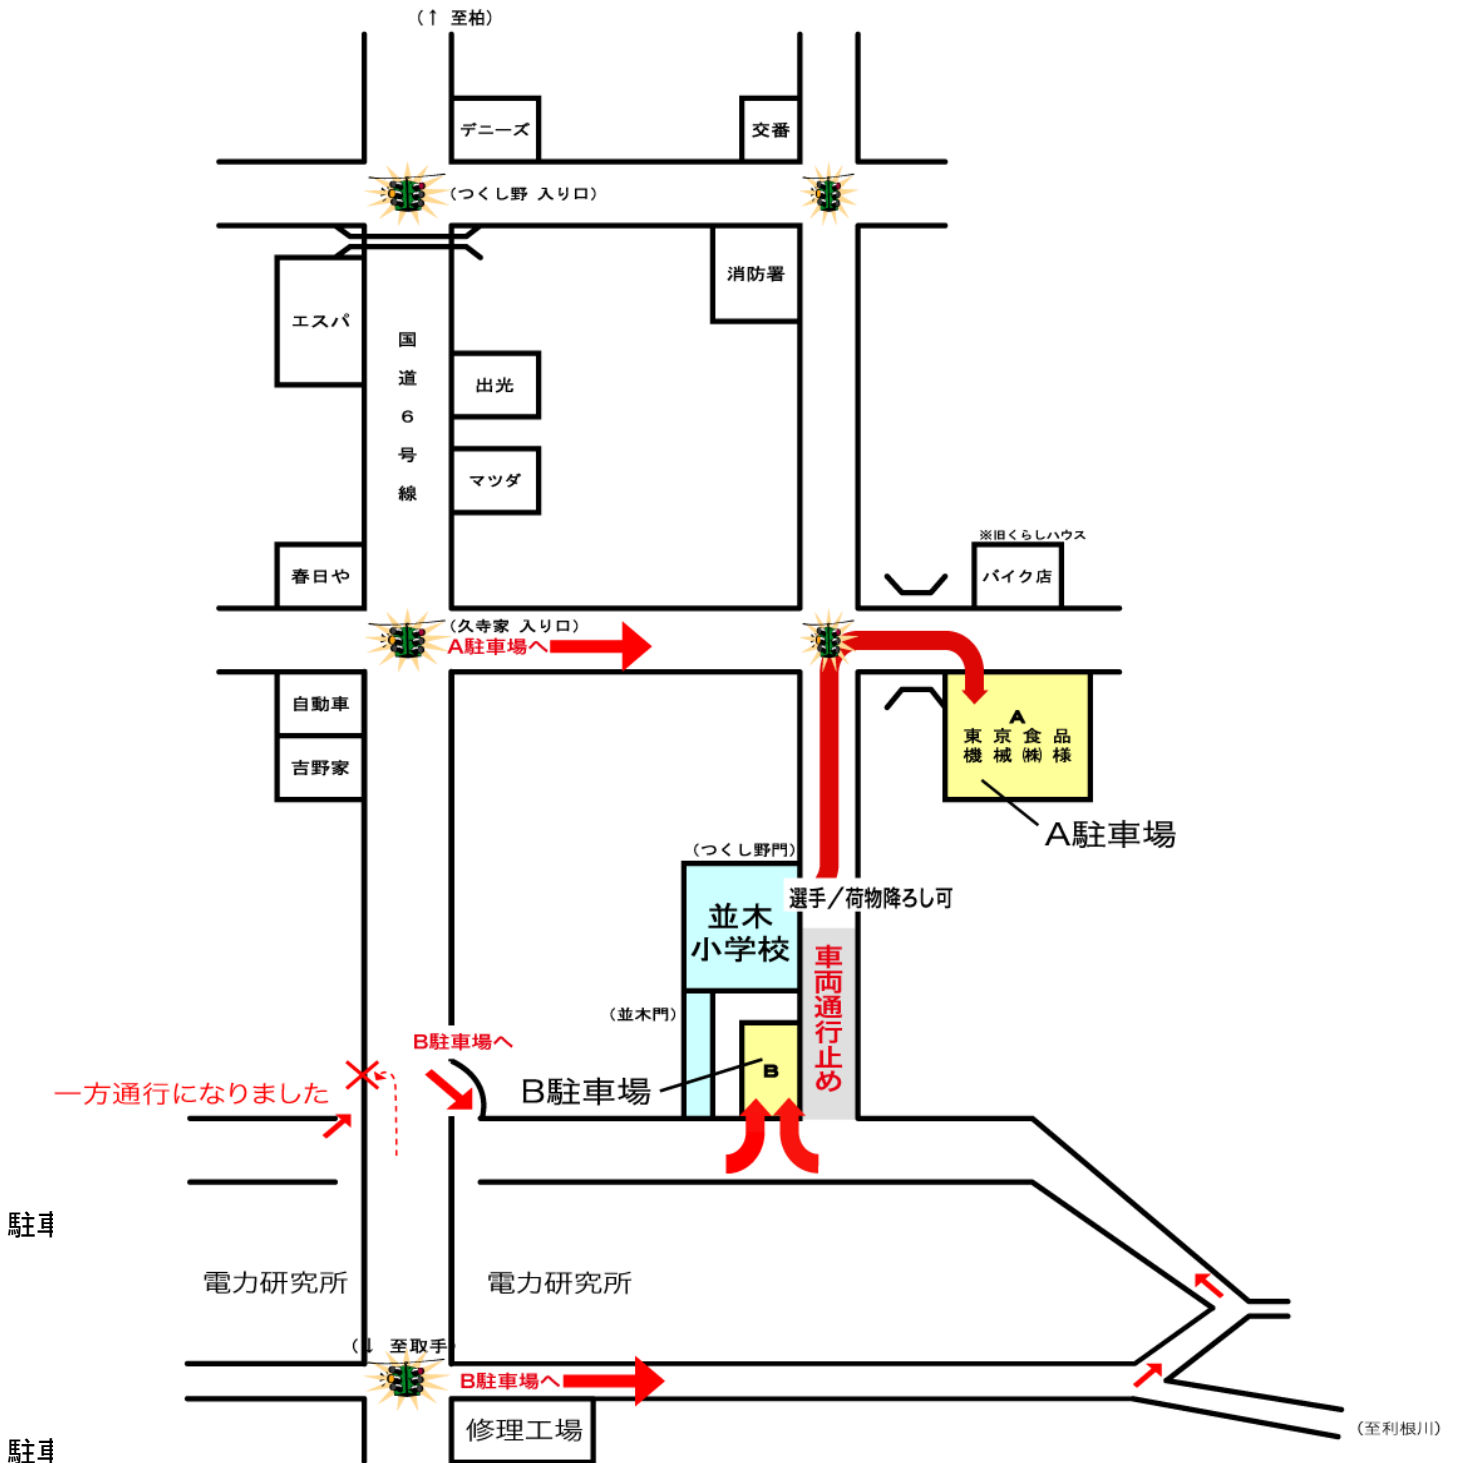 （↑ 至柏）
デニーズ
交番
（つくし野 入り口）
消防署
エスパ
国道6号線
出光
マツダ
※旧くらしハウス
春日や
バイク店
（久寺家 入り口）
A駐車場へ
自動車
吉野家
A
東京食品
機械㈱様
A駐車場
（つくし野門）
選手／荷物降ろし可
並木
小学校
車両通行止め
（並木門）
B駐車場へ
B
B駐車場
一方通行になりました
駐車
電力研究所
電力研究所
（↓ 至取手）
B駐車場へ
修理工場
（至利根川）
駐車